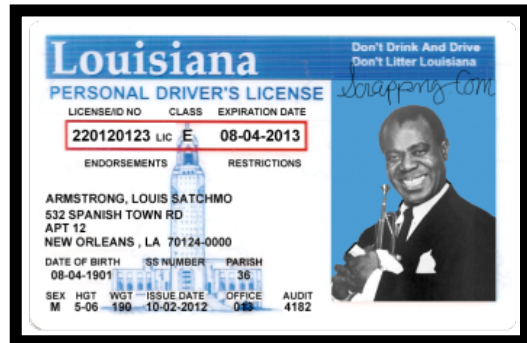 Louisiana
Don't Drink And Drive
Don't Litter Louisiana
PERSONAL DRIVER'S LICENSE
LICENSE/ID NO CLASS EXPIRATION DATE
220120123 LIC E 08-04-2013
ENDORSEMENTS RESTRICTIONS
ARMSTRONG, LOUIS SATCHMO
532 SPANISH TOWN RD
APT 12
NEW ORLEANS , LA 70124-0000
DATE OF BIRTH SS NUMBER PARISH
08-04-1901 36
SEX HGT WGT ISSUE DATE OFFICE AUDIT
M 5-06 190 10-02-2012 013 4182